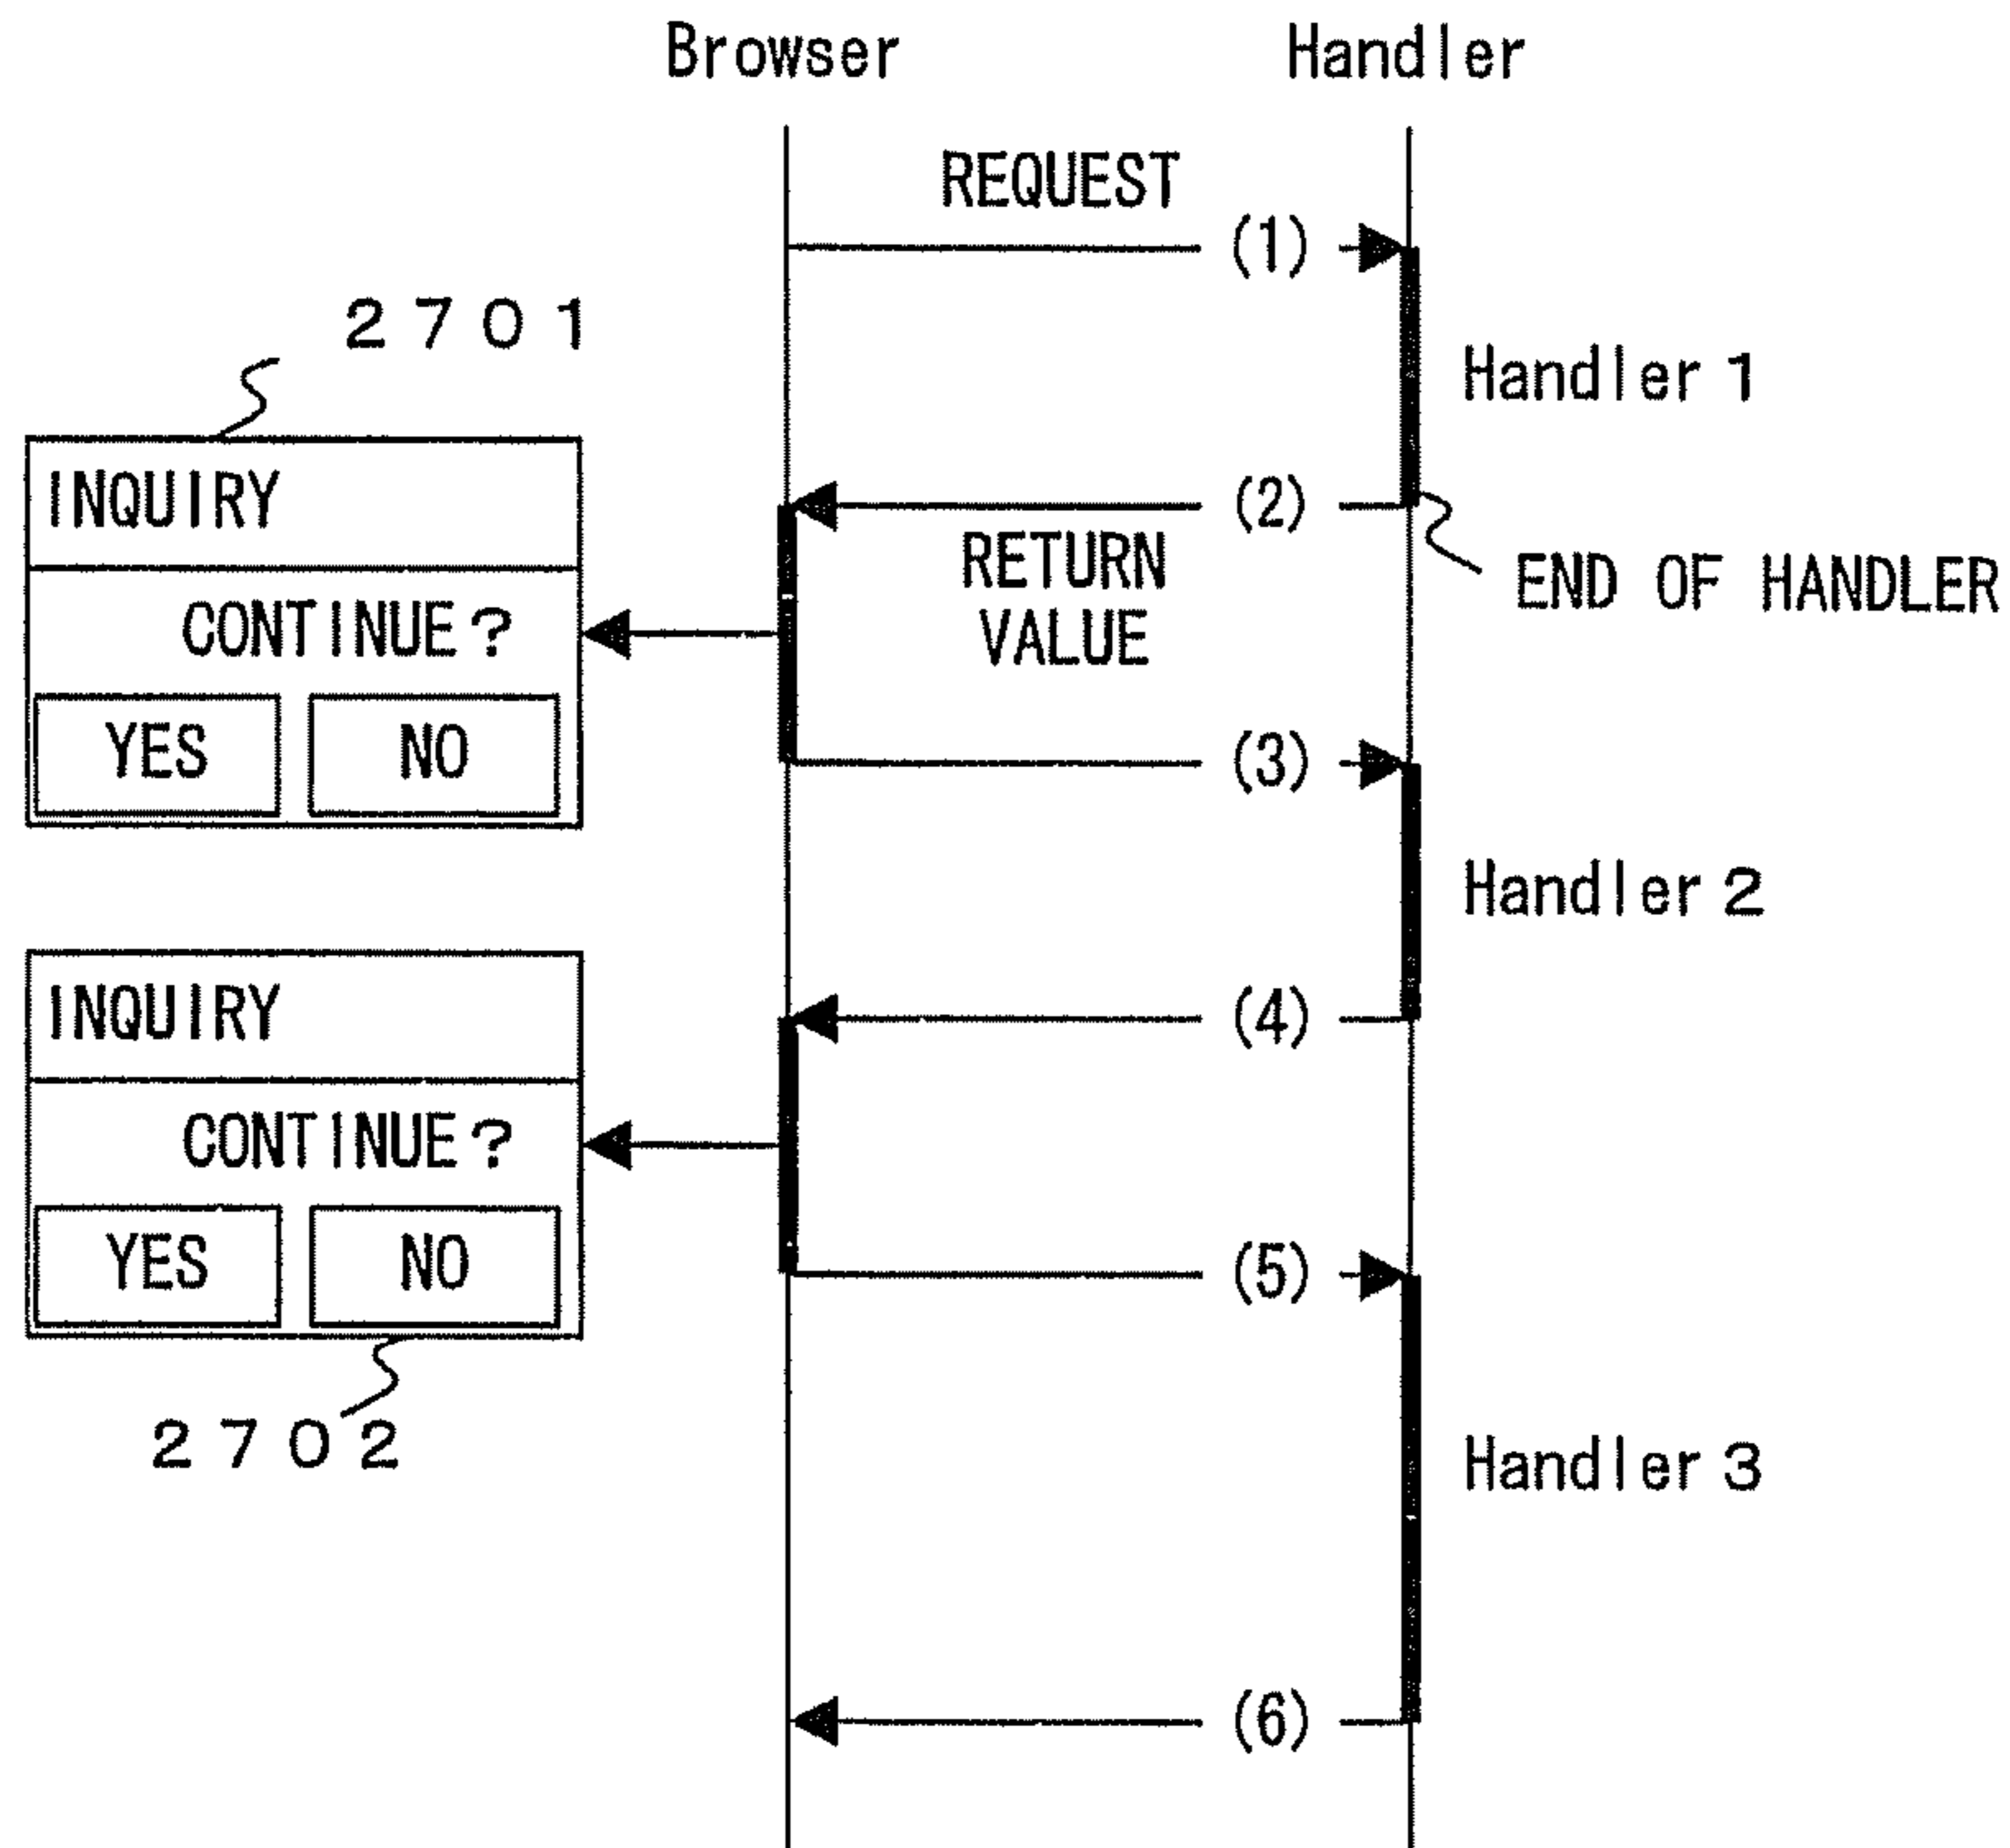 Browser
Handler
REQUEST
(1)
2701
Handler 1
INQUIRY
(2)
RETURN
VALUE
END OF HANDLER
CONTINUE?
YES
NO
(3)
Handler 2
INQUIRY
(4)
CONTINUE?
YES
NO
(5)
2702
Handler 3
(6)